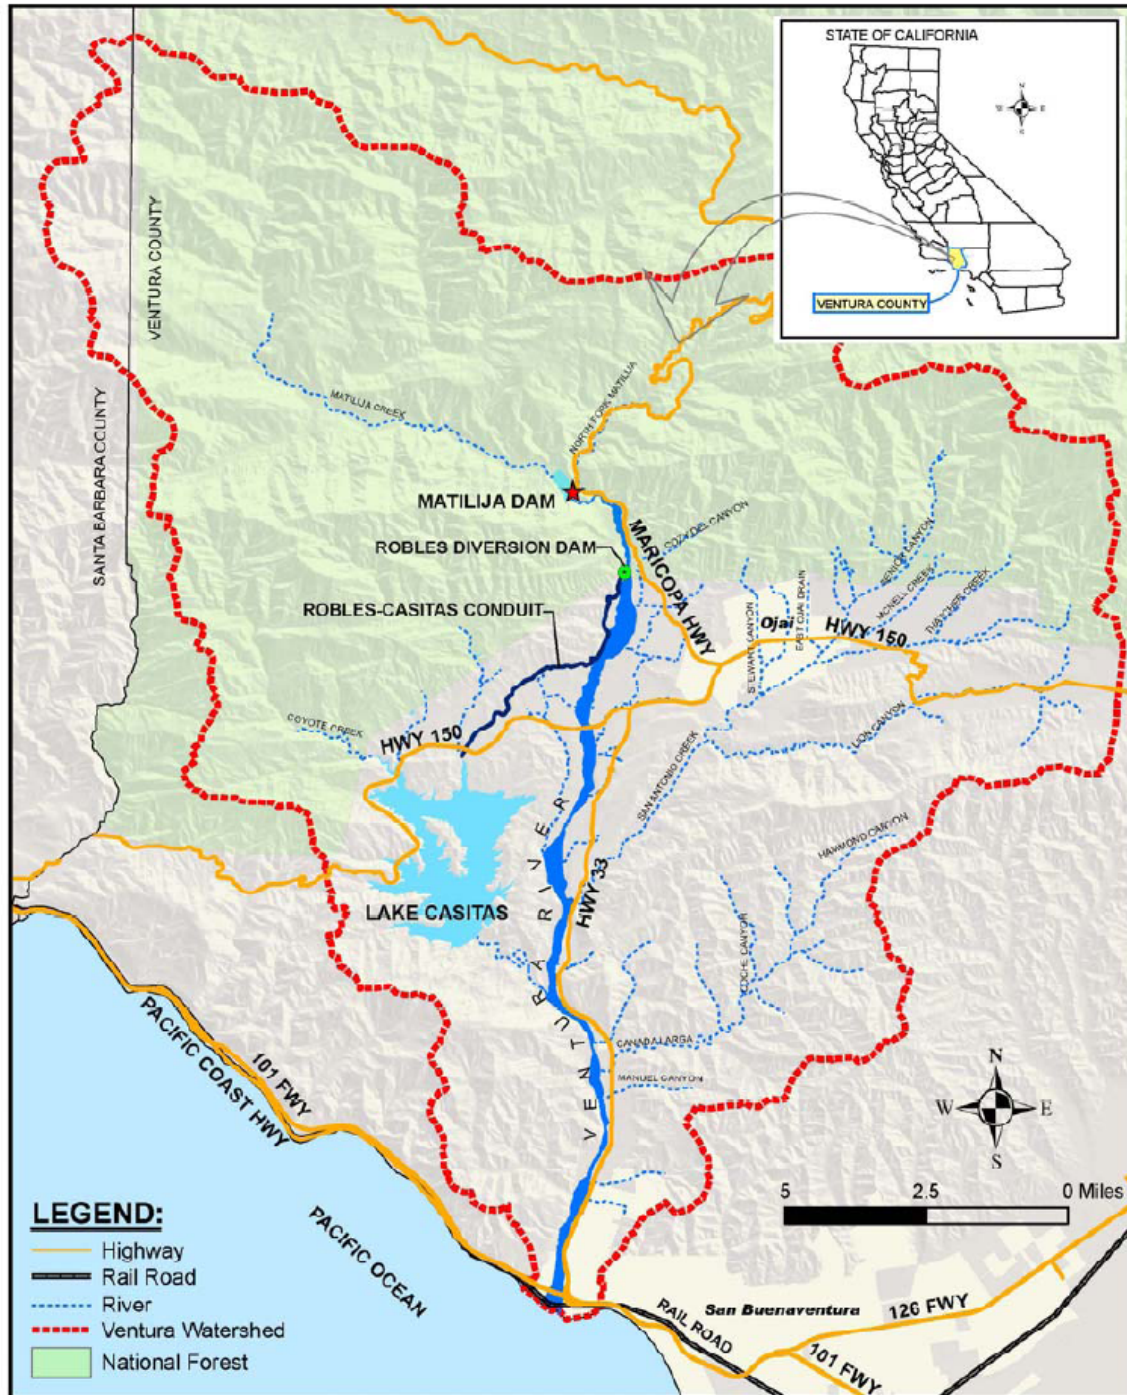 STATE OF CALIFORNIA
N
W
E
S
VENTURA COUNTY
VENTURA COUNTY
SANTA BARBARA COUNTY
MATILIJA CREEK
NORTH FORK MATILIJA
MATILIJA DAM
COZY DEL CANYON
ROBLES DIVERSION DAM
MARICOPA HWY
SENIOR CANYON
MCNELL CREEK
THATCHER CREEK
ROBLES-CASITAS CONDUIT
Ojai
EAST OJAI DRAIN
HWY 150
STEWART CANYON
COYOTE CREEK
HWY 150
LION CANYON
SAN ANTONIO CREEK
HAMMOND CANYON
VENTURA RIVER
HWY 33
LAKE CASITAS
COCHE CANYON
CANADA LARGA
MANUEL CANYON
101 FWY
PACIFIC COAST HWY
N
W
E
S
5
2.5
0 Miles
PACIFIC OCEAN
LEGEND:
Highway
Rail Road
River
Ventura Watershed
National Forest
San Buenaventura
RAIL ROAD
126 FWY
101 FWY